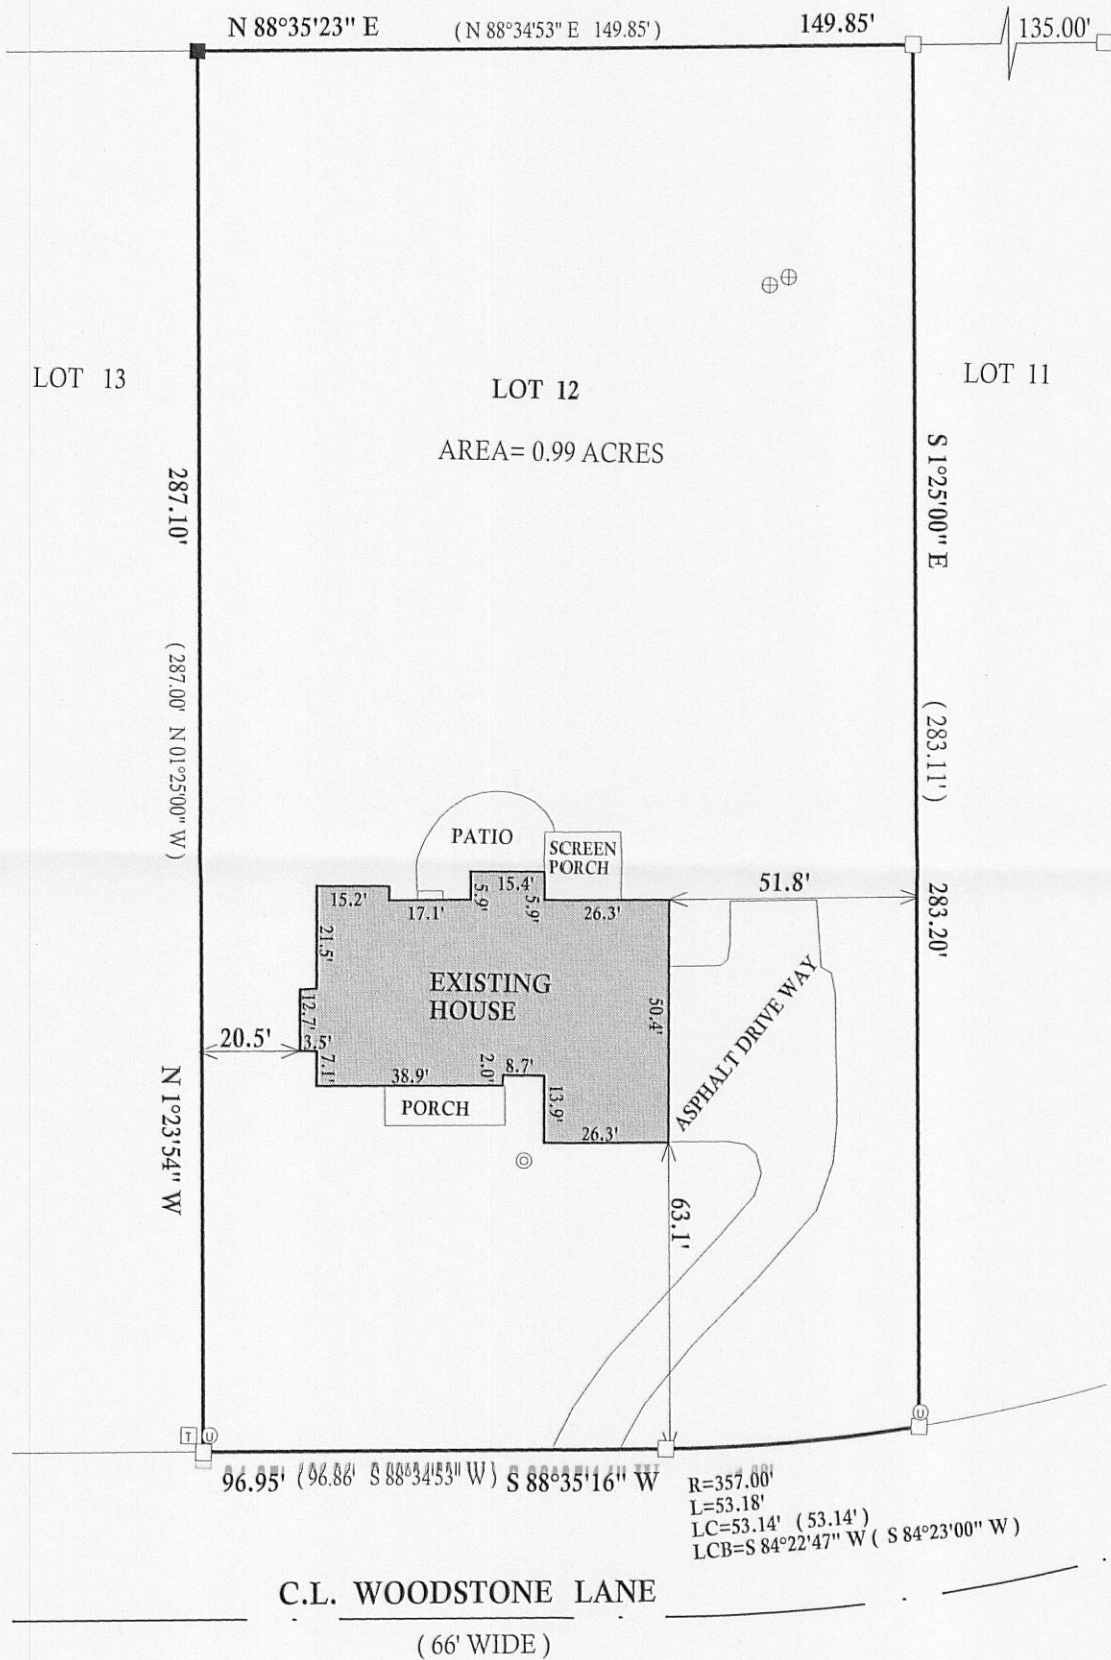 N 88°35'23" E (N 88°34'53" E 149.85') 149.85' 135.00'
LOT 13
LOT 12
LOT 11
AREA= 0.99 ACRES
287.10'
(287.00' N 01°25'00" W)
N 1°23'54" W
S 1°25'00" E
(283.11')
283.20'
PATIO
SCREEN
PORCH
15.2'
17.1'
5.9'
15.4'
5.9'
26.3'
51.8'
21.5'
12.7'
3.5'
7.1'
20.5'
EXISTING
HOUSE
50.4'
ASPHALT DRIVE WAY
38.9'
2.0'
8.7'
13.9'
26.3'
PORCH
63.1'
T U
U
96.95' (96.86' S 88°34'53" W) S 88°35'16" W
R=357.00'
L=53.18'
LC=53.14' (53.14')
LCB=S 84°22'47" W ( S 84°23'00" W )
C.L. WOODSTONE LANE
( 66' WIDE )